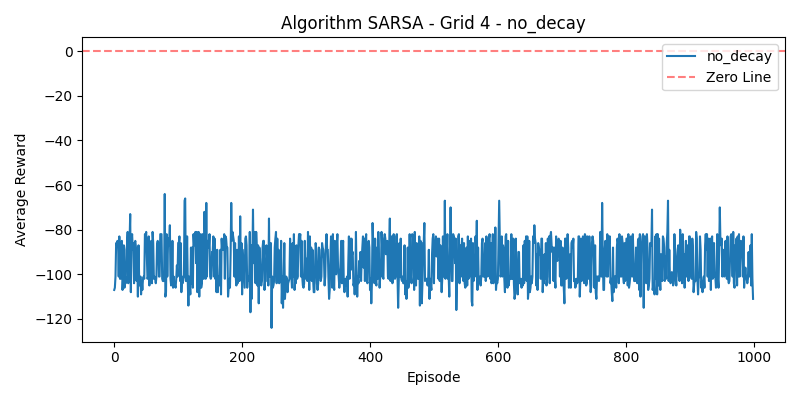 Algorithm SARSA - Grid 4 - no_decay
no_decay
Zero Line
Average Reward
0
−20
−40
−60
−80
−100
−120
0 200 400 600 800 1000
Episode